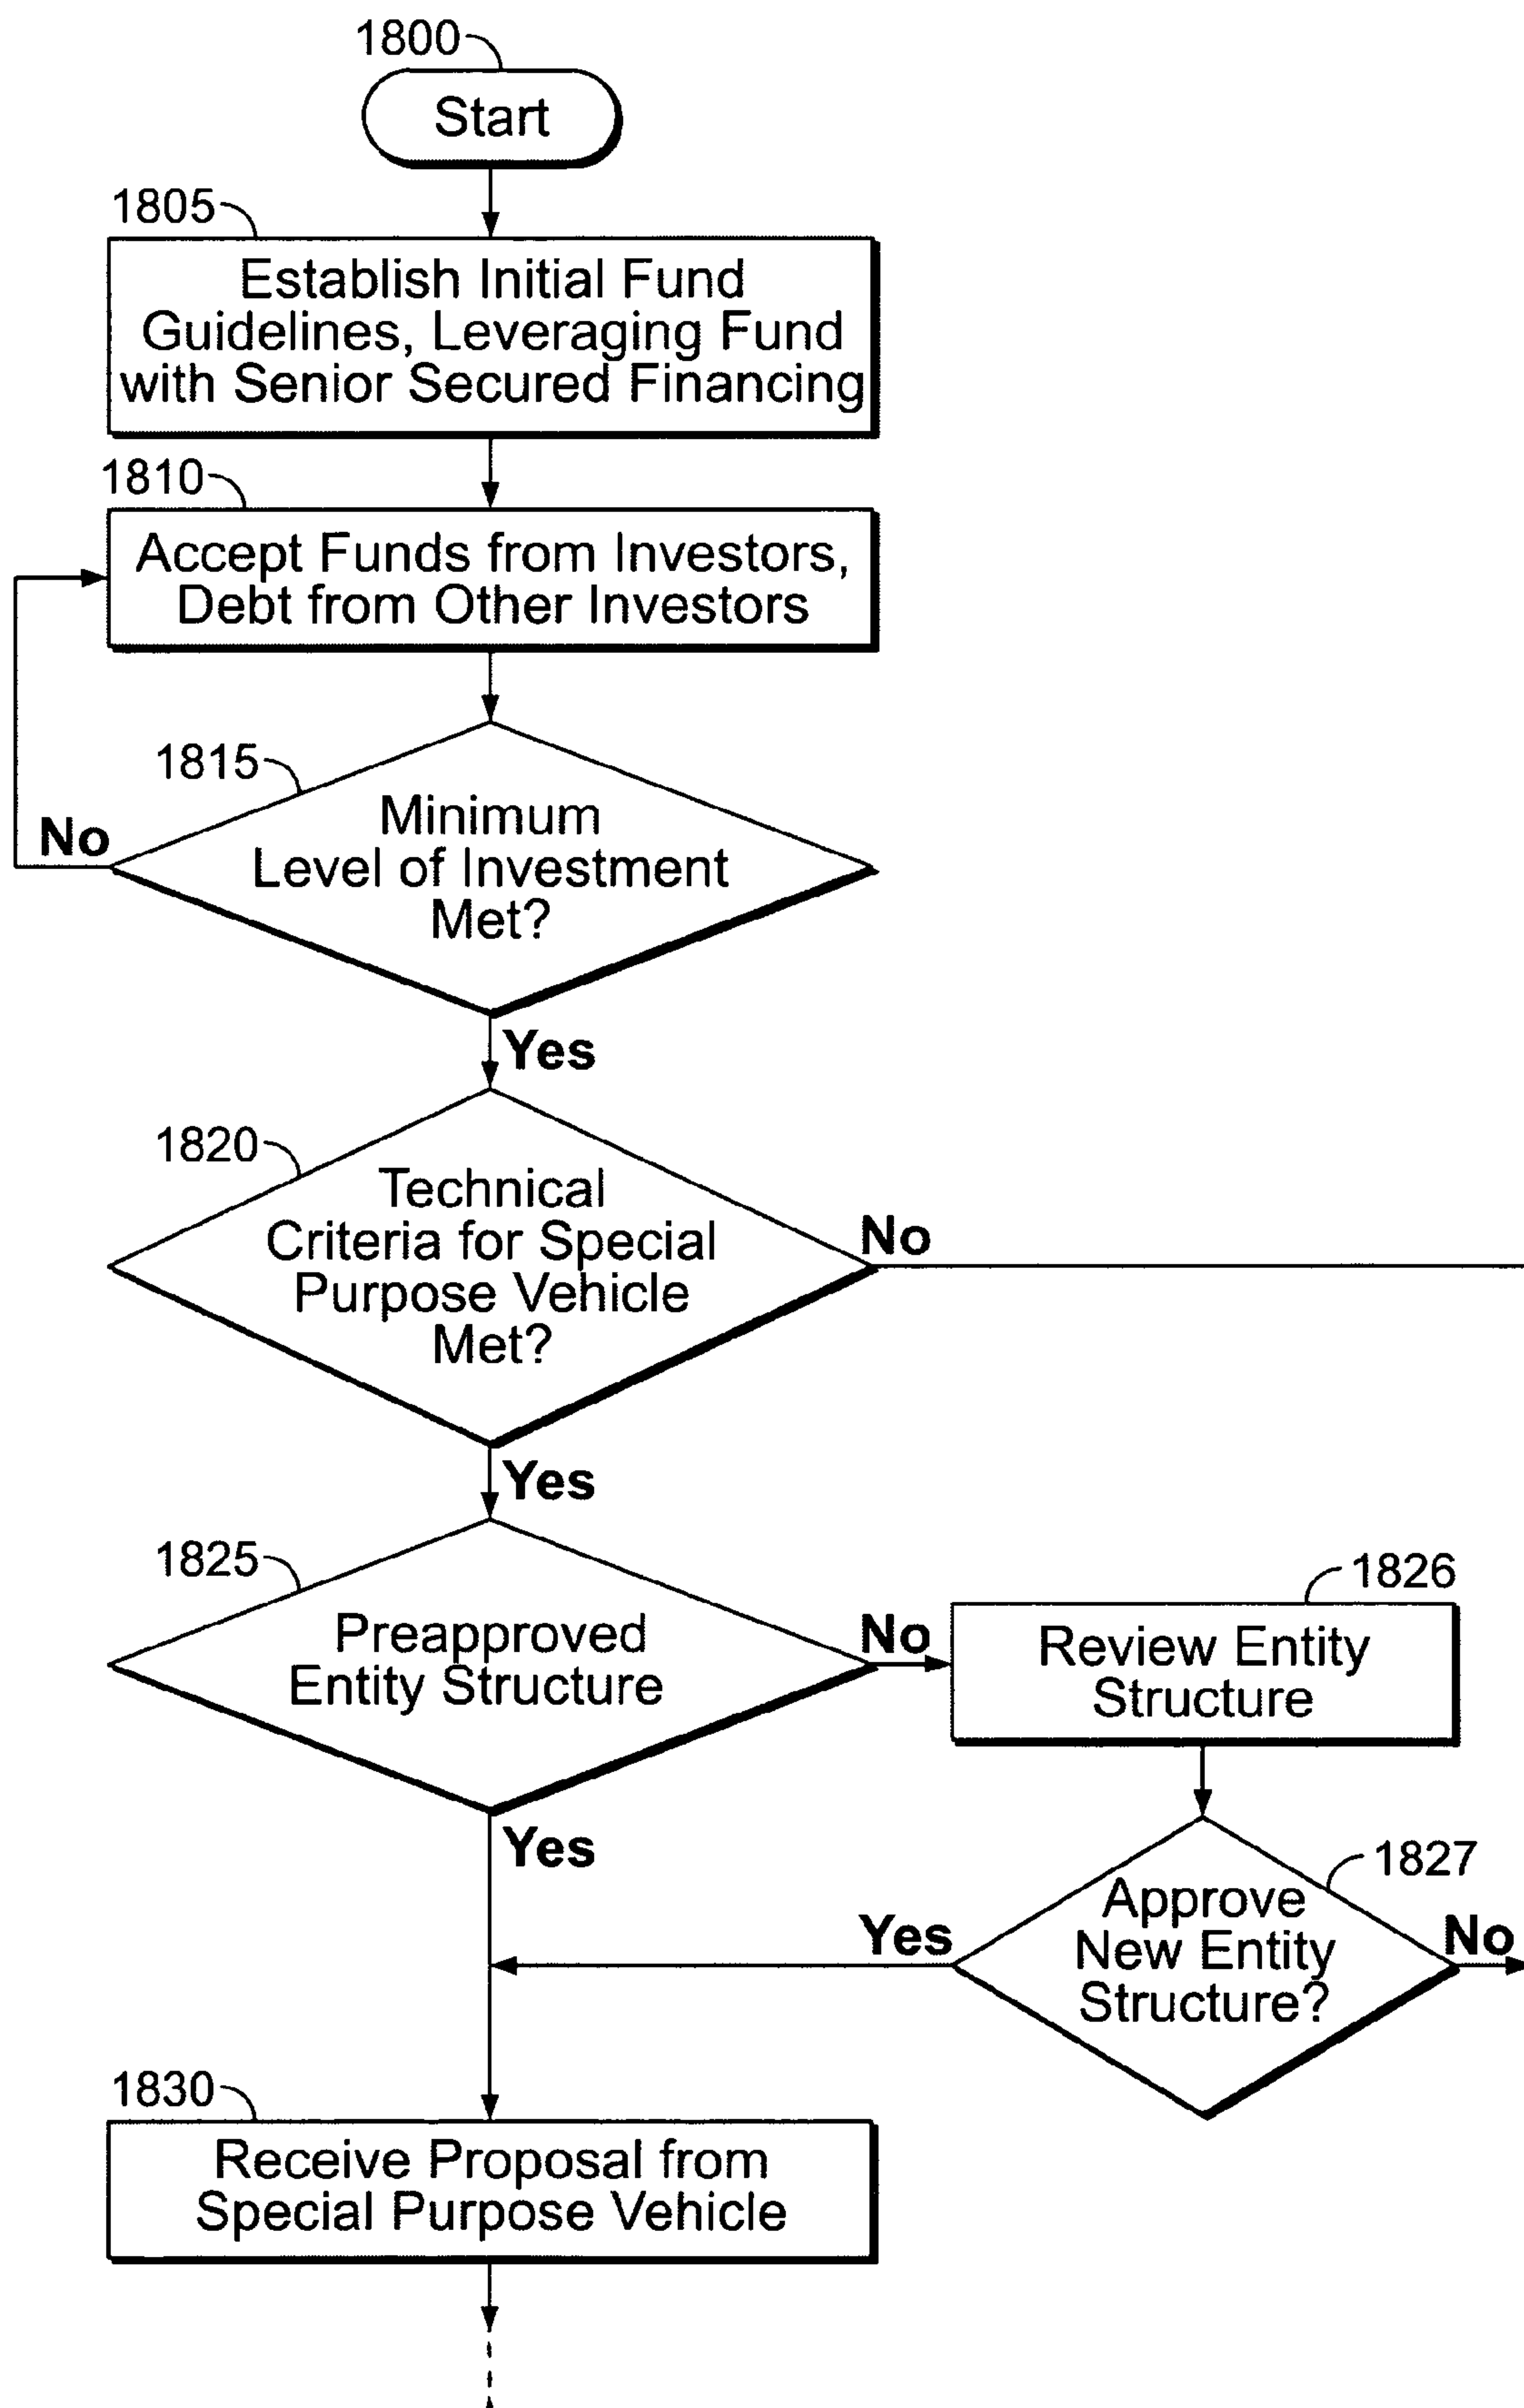 1800
Start
1805
Establish Initial Fund
Guidelines, Leveraging Fund
with Senior Secured Financing
1810
Accept Funds from Investors,
Debt from Other Investors
1815
Minimum
Level of Investment
Met?
No
Yes
1820
Technical
Criteria for Special
Purpose Vehicle
Met?
No
Yes
1825
Preapproved
Entity Structure
No
1826
Review Entity
Structure
Yes
1827
Approve
New Entity
Structure?
Yes
No
1830
Receive Proposal from
Special Purpose Vehicle